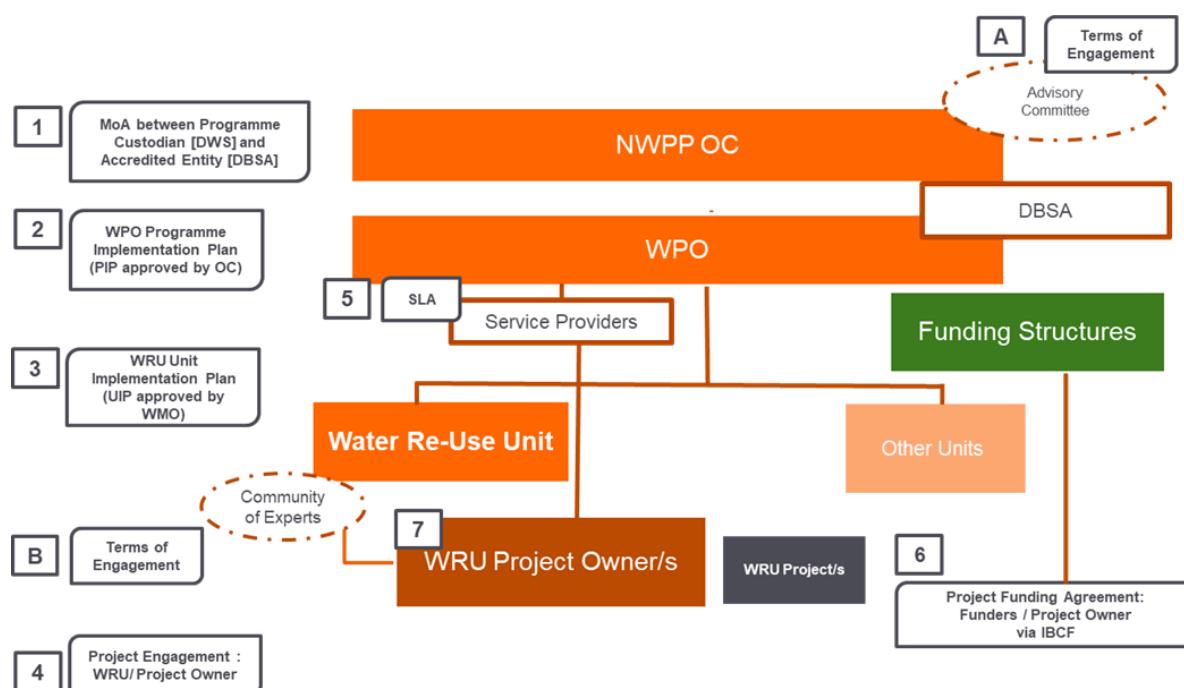 A
Terms of
Engagement
Advisory
Committee
1
MoA between Programme
Custodian [DWS] and
Accredited Entity [DBSA]
NWPP OC
DBSA
2
WPO Programme
Implementation Plan
(PIP approved by OC)
-
WPO
5
SLA
Service Providers
Funding Structures
3
WRU Unit
Implementation Plan
(UIP approved by
WMO)
Water Re-Use Unit
Other Units
Community
of Experts
B
Terms of
Engagement
7
WRU Project Owner/s
WRU Project/s
6
Project Funding Agreement:
Funders / Project Owner
via IBCF
4
Project Engagement :
WRU/ Project Owner